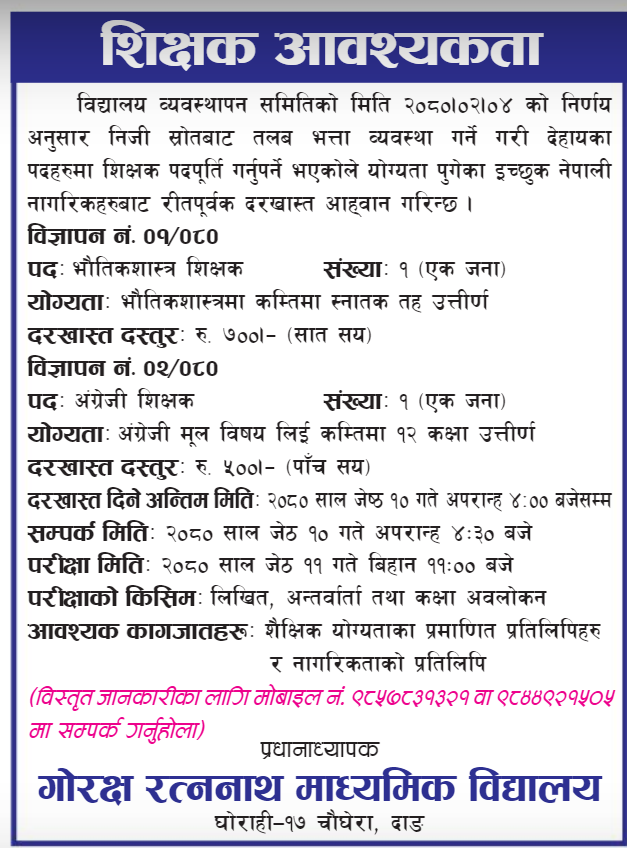 शिक्षक आवश्यकता
विद्यालय व्यवस्थापन समितिको मिति २०८०।०२।०४ को निर्णय
अनुसार निजी स्रोतबाट तलब भत्ता व्यवस्था गर्ने गरी देहायका
पदहरुमा शिक्षक पदपूर्ति गर्नुपर्ने भएकोले योग्यता पुगेका इच्छुक नेपाली
नागरिकहरुबाट रीतपूर्वक दरखास्त आह्वान गरिन्छ ।
विज्ञापन नं. ०१/०८०
पदः भौतिकशास्त्र शिक्षक संख्याः १ (एक जना)
योग्यताः भौतिकशास्त्रमा कम्तिमा स्नातक तह उत्तीर्ण
दरखास्त दस्तुरः रु. ७००।- (सात सय)
विज्ञापन नं. ०२/०८०
पदः अंग्रेजी शिक्षक संख्याः १ (एक जना)
योग्यताः अंग्रेजी मूल विषय लिई कम्तिमा १२ कक्षा उत्तीर्ण
दरखास्त दस्तुरः रु. ५००।- (पाँच सय)
दरखास्त दिने अन्तिम मितिः २०८० साल जेष्ठ १० गते अपरान्ह ४:०० बजेसम्म
सम्पर्क मितिः २०८० साल जेठ १० गते अपरान्ह ४:३० बजे
परीक्षा मितिः २०८० साल जेठ ११ गते बिहान ११:०० बजे
परीक्षाको किसिमः लिखित, अन्तर्वार्ता तथा कक्षा अवलोकन
आवश्यक कागजातहरूः शैक्षिक योग्यताका प्रमाणित प्रतिलिपिहरु
र नागरिकताको प्रतिलिपि
(विस्तृत जानकारीका लागि मोबाइल नं. ९८५७८३१३२१ वा ९८४४९२१५०५
मा सम्पर्क गर्नुहोला)
प्रधानाध्यापक
गोरक्ष रत्ननाथ माध्यमिक विद्यालय
घोराही-१७ चौघेरा, दाङ